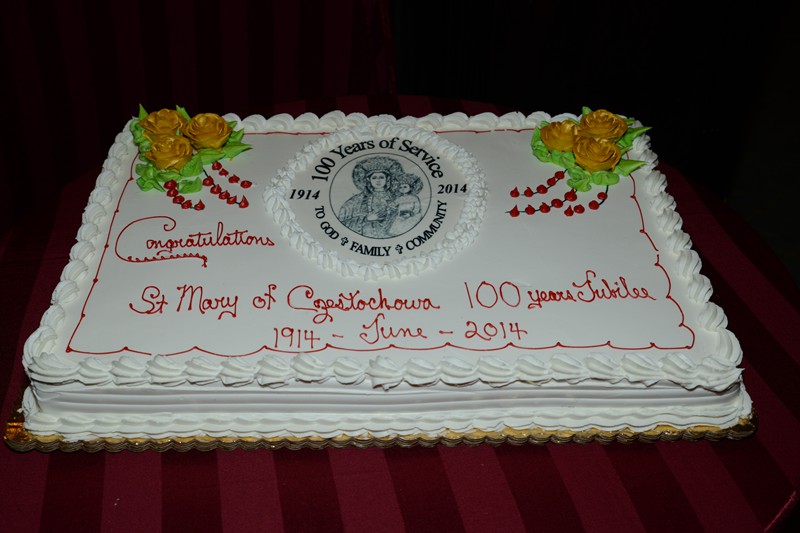 100 Years of Service
1914 2014
TO GOD ✞ FAMILY ✞ COMMUNITY
Congratulations
St Mary of Czestochowa 100 years Jubilee
1914 - June - 2014